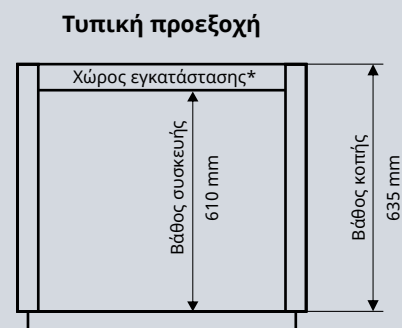 Τυπική προεξοχή
Χώρος εγκατάστασης*
Βάθος συσκευής
610 mm
Βάθος κοπής
635 mm